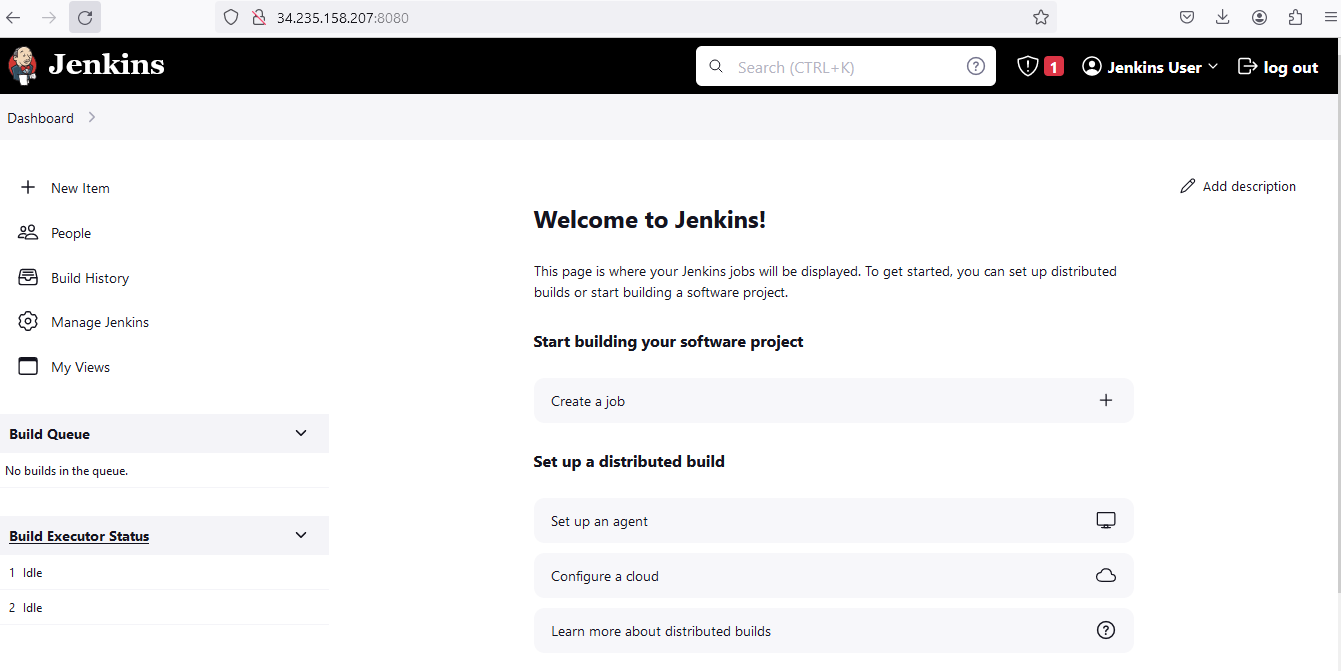 34.235.158.207:8080
Jenkins
Search (CTRL+K)
1
Jenkins User
log out
Dashboard
New Item
People
Build History
Manage Jenkins
My Views
Build Queue
No builds in the queue.
Build Executor Status
1 Idle
2 Idle
Add description
Welcome to Jenkins!
This page is where your Jenkins jobs will be displayed. To get started, you can set up distributed
builds or start building a software project.
Start building your software project
Create a job
Set up a distributed build
Set up an agent
Configure a cloud
Learn more about distributed builds